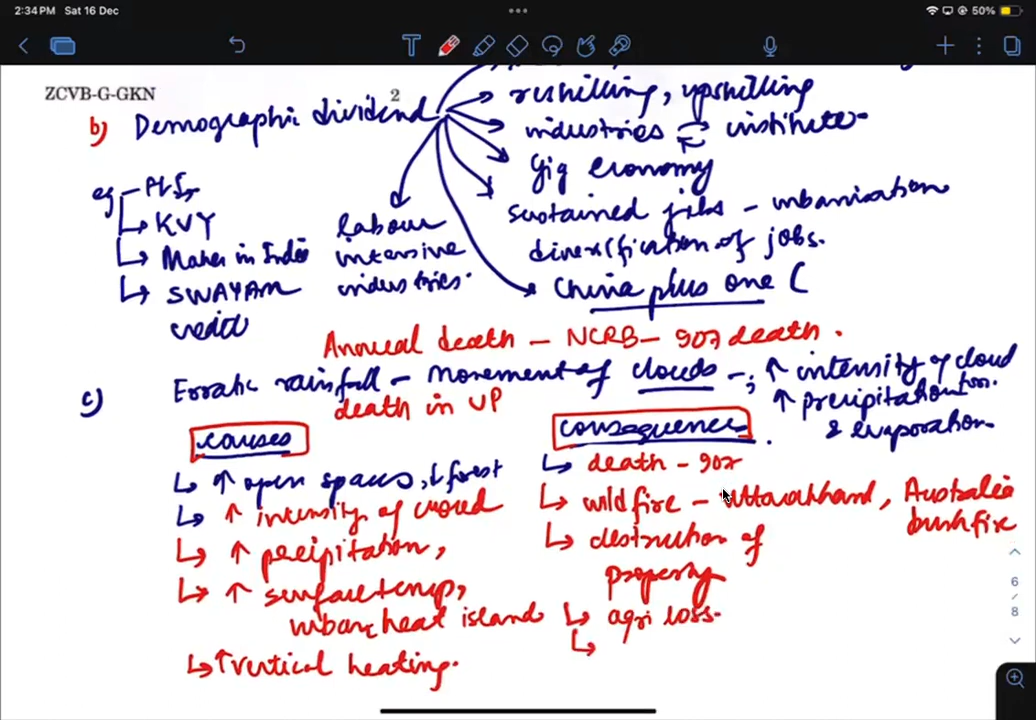 2:34 PM Sat 16 Dec
50%
ZCVB-G-GKN
2
b) Demographic dividend
reskilling, upskilling
industries institute
Gig economy
sustained jobs - urbanisation
diversification of jobs.
China plus one (
labour
intensive
industries.
eg
KVY
Make in India
SWAYAM
credit
Annual death - NCRB - 907 death.
c) Erratic rainfall - Movement of clouds - ; ↑ intensity of cloud
↑ precipitation
& evaporation
death in UP
causes
↑ open spaces, ↓ forest
↑ intensity of cloud
↑ precipitation,
↑ surface temp,
urban heat island
↑ vertical heating.
consequence
death - 907
wild fire - Uttarakhand, Australia
bushfire
destruction of
property
agri loss-
6
/
8